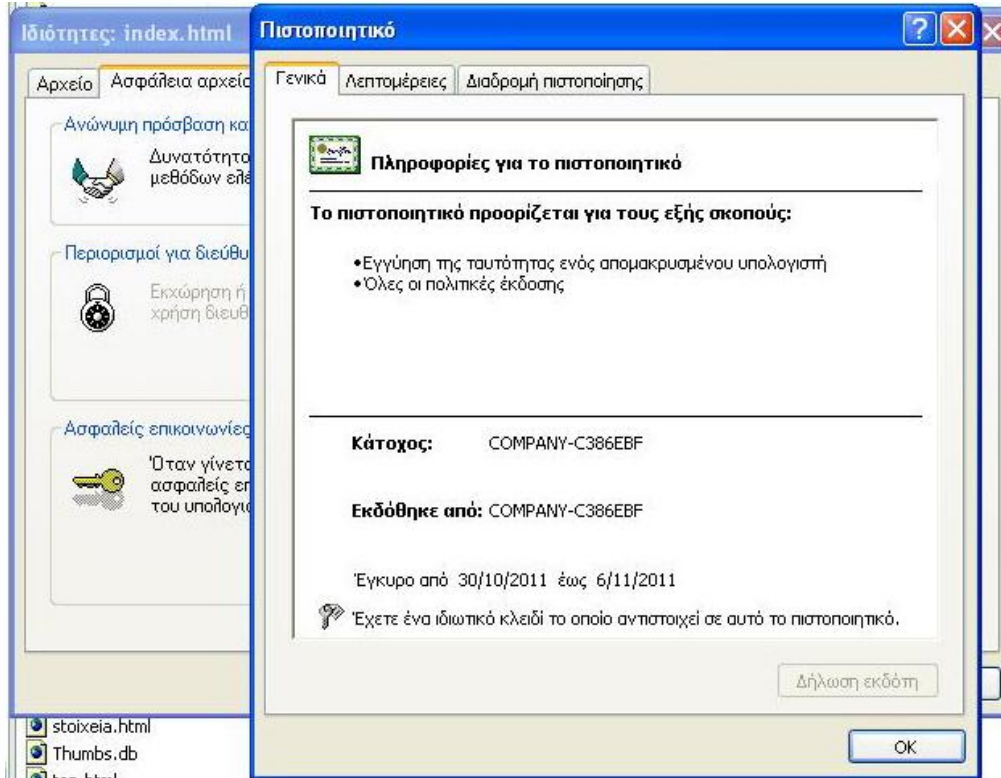 Ιδιότητες: index.html
Αρχείο
Ασφάλεια αρχείο
Ανώνυμη πρόσβαση κα
Δυνατότητα
μεθόδων ελέ
Περιορισμοί για διεύθυ
Εκχώρηση ή
χρήση διευθ
Ασφαλείς επικοινωνίες
Όταν γίνετα
ασφαλείς επ
του υπολογισ
stoixeia.html
Thumbs.db
Πιστοποιητικό
Γενικά
Λεπτομέρειες
Διαδρομή πιστοποίησης
Πληροφορίες για το πιστοποιητικό
Το πιστοποιητικό προορίζεται για τους εξής σκοπούς:
•Εγγύηση της ταυτότητας ενός απομακρυσμένου υπολογιστή
•Όλες οι πολιτικές έκδοσης
Κάτοχος: COMPANY-C386EBF
Εκδόθηκε από: COMPANY-C386EBF
Έγκυρο από 30/10/2011 έως 6/11/2011
Έχετε ένα ιδιωτικό κλειδί το οποίο αντιστοιχεί σε αυτό το πιστοποιητικό.
Δήλωση εκδότη
OK